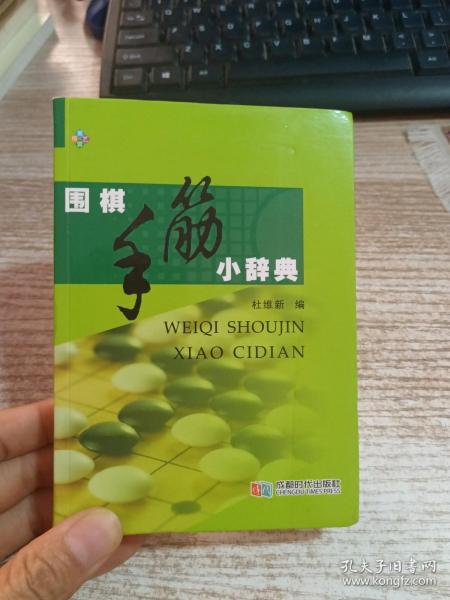 围棋
手筋
小辞典
杜维新 编
WEIQI SHOUJIN
XIAO CIDIAN
成都时代出版社
CHENGDU TIMES PRESS
孔夫子旧书网
www.kongfz.com